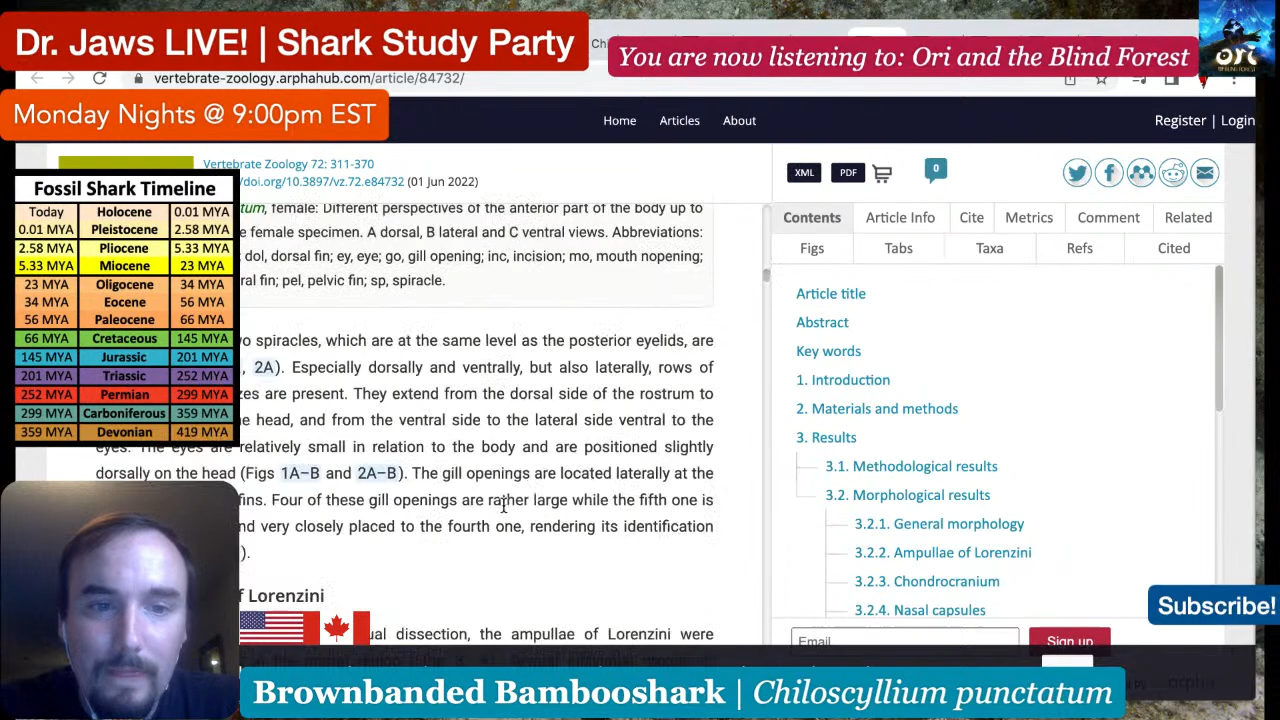 Dr. Jaws LIVE! | Shark Study Party
You are now listening to: Ori and the Blind Forest
ori
vertebrate-zoology.arphahub.com/article/84732/
Monday Nights @ 9:00pm EST
Home Articles About
Register | Login
Vertebrate Zoology 72: 311-370
/doi.org/10.3897/vz.72.e84732 (01 Jun 2022)
XML PDF 0
Fossil Shark Timeline
Today Holocene 0.01 MYA
0.01 MYA Pleistocene 2.58 MYA
2.58 MYA Pliocene 5.33 MYA
5.33 MYA Miocene 23 MYA
23 MYA Oligocene 34 MYA
34 MYA Eocene 56 MYA
56 MYA Paleocene 66 MYA
66 MYA Cretaceous 145 MYA
145 MYA Jurassic 201 MYA
201 MYA Triassic 252 MYA
252 MYA Permian 299 MYA
299 MYA Carboniferous 359 MYA
359 MYA Devonian 419 MYA
tum, female: Different perspectives of the anterior part of the body up to
e female specimen. A dorsal, B lateral and C ventral views. Abbreviations:
; dol, dorsal fin; ey, eye; go, gill opening; inc, incision; mo, mouth nopening;
ral fin; pel, pelvic fin; sp, spiracle.
wo spiracles, which are at the same level as the posterior eyelids, are
, 2A). Especially dorsally and ventrally, but also laterally, rows of
zes are present. They extend from the dorsal side of the rostrum to
e head, and from the ventral side to the lateral side ventral to the
eyes. The eyes are relatively small in relation to the body and are positioned slightly
dorsally on the head (Figs 1A–B and 2A–B). The gill openings are located laterally at the
fins. Four of these gill openings are rather large while the fifth one is
nd very closely placed to the fourth one, rendering its identification
).
f Lorenzini
ual dissection, the ampullae of Lorenzini were
Contents Article Info Cite Metrics Comment Related
Figs Tabs Taxa Refs Cited
Article title
Abstract
Key words
1. Introduction
2. Materials and methods
3. Results
3.1. Methodological results
3.2. Morphological results
3.2.1. General morphology
3.2.2. Ampullae of Lorenzini
3.2.3. Chondrocranium
3.2.4. Nasal capsules
Subscribe!
Email
Sign up
Brownbanded Bambooshark | Chiloscyllium punctatum